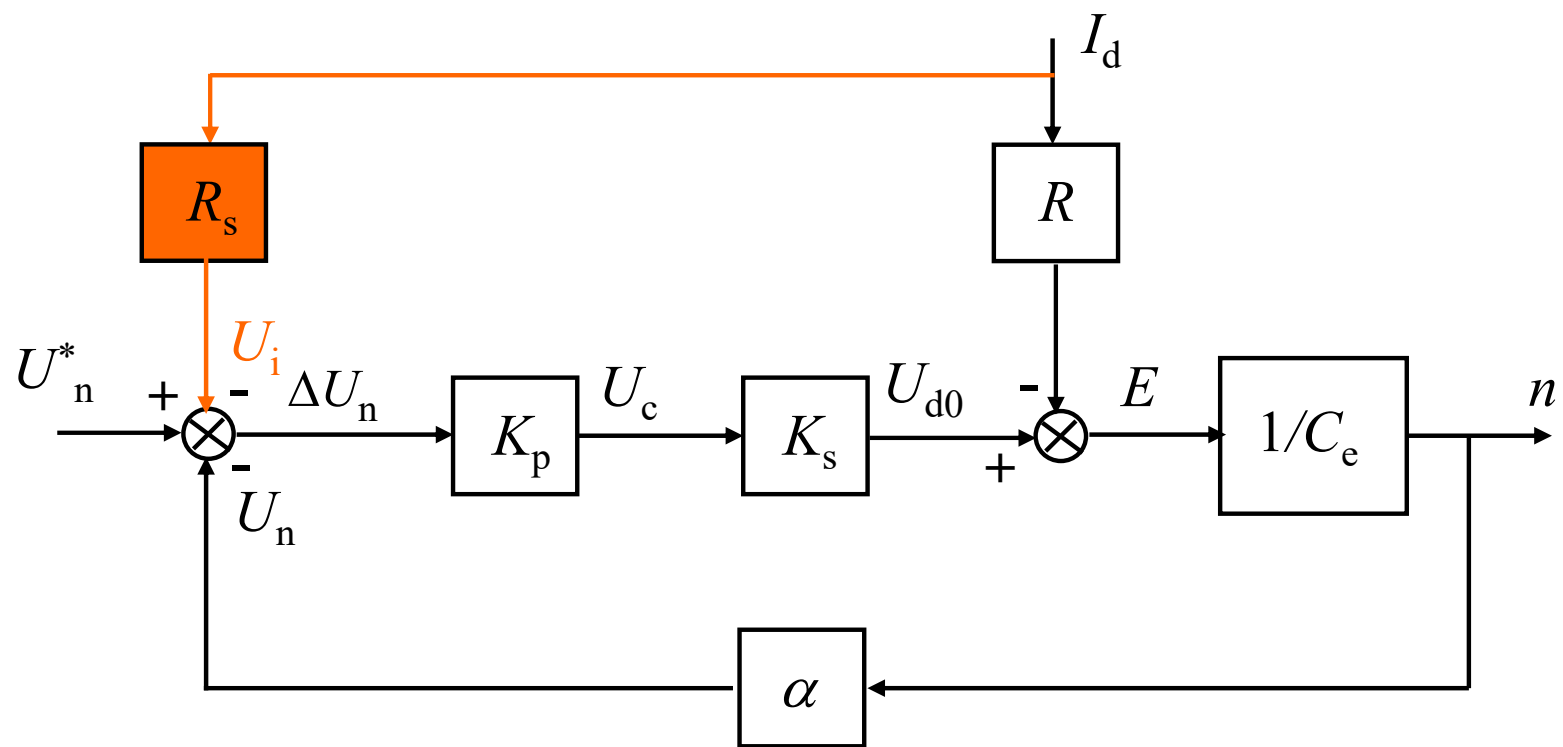 I_d
R_s
R
U_i
U*_n
+
-
ΔU_n
K_p
U_c
K_s
U_d0
-
+
E
1/C_e
n
-
U_n
α